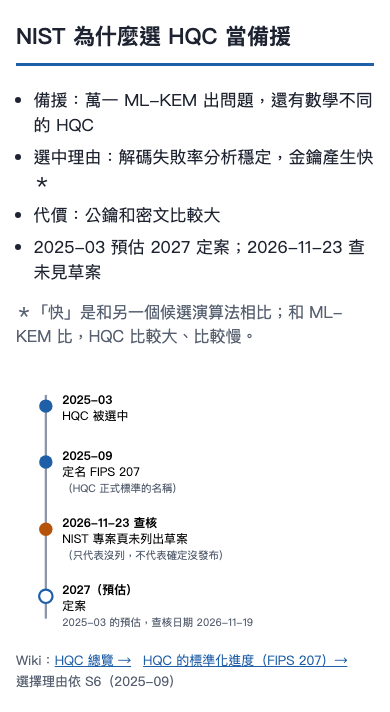 NIST 為什麼選 HQC 當備援
• 備援：萬一 ML-KEM 出問題，還有數學不同
的 HQC
• 選中理由：解碼失敗率分析穩定，金鑰產生快
＊
• 代價：公鑰和密文比較大
• 2025-03 預估 2027 定案；2026-11-23 查
未見草案
＊「快」是和另一個候選演算法相比；和 ML-
KEM 比，HQC 比較大、比較慢。
2025-03
HQC 被選中
2025-09
定名 FIPS 207
（HQC 正式標準的名稱）
2026-11-23 查核
NIST 專案頁未列出草案
（只代表沒列，不代表確定沒發布）
2027（預估）
定案
2025-03 的預估，查核日期 2026-11-19
Wiki：HQC 總覽 → HQC 的標準化進度（FIPS 207）→
選擇理由依 S6（2025-09）